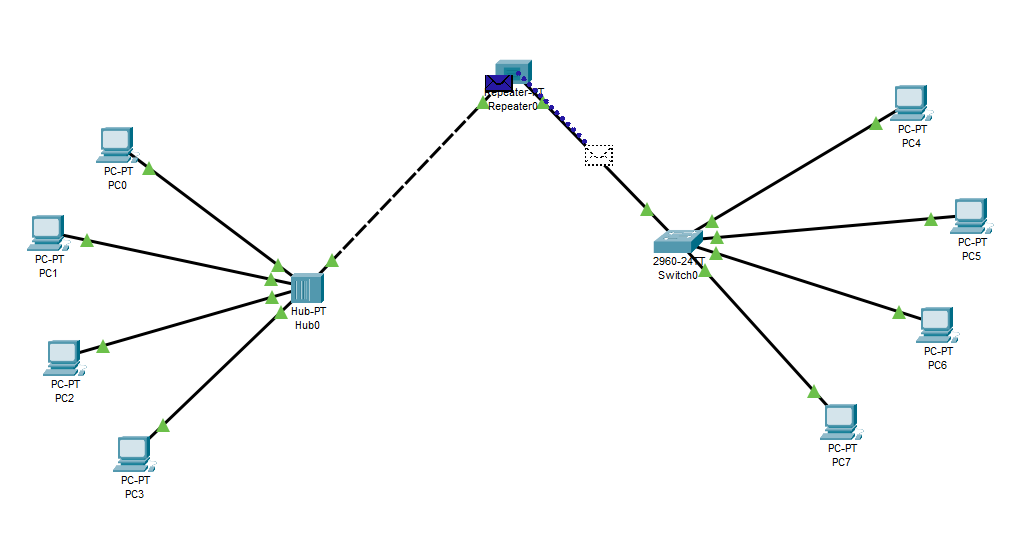 Repeater-PT
Repeater0
PC-PT
PC0
PC-PT
PC1
PC-PT
PC2
PC-PT
PC3
Hub-PT
Hub0
2960-24TT
Switch0
PC-PT
PC4
PC-PT
PC5
PC-PT
PC6
PC-PT
PC7